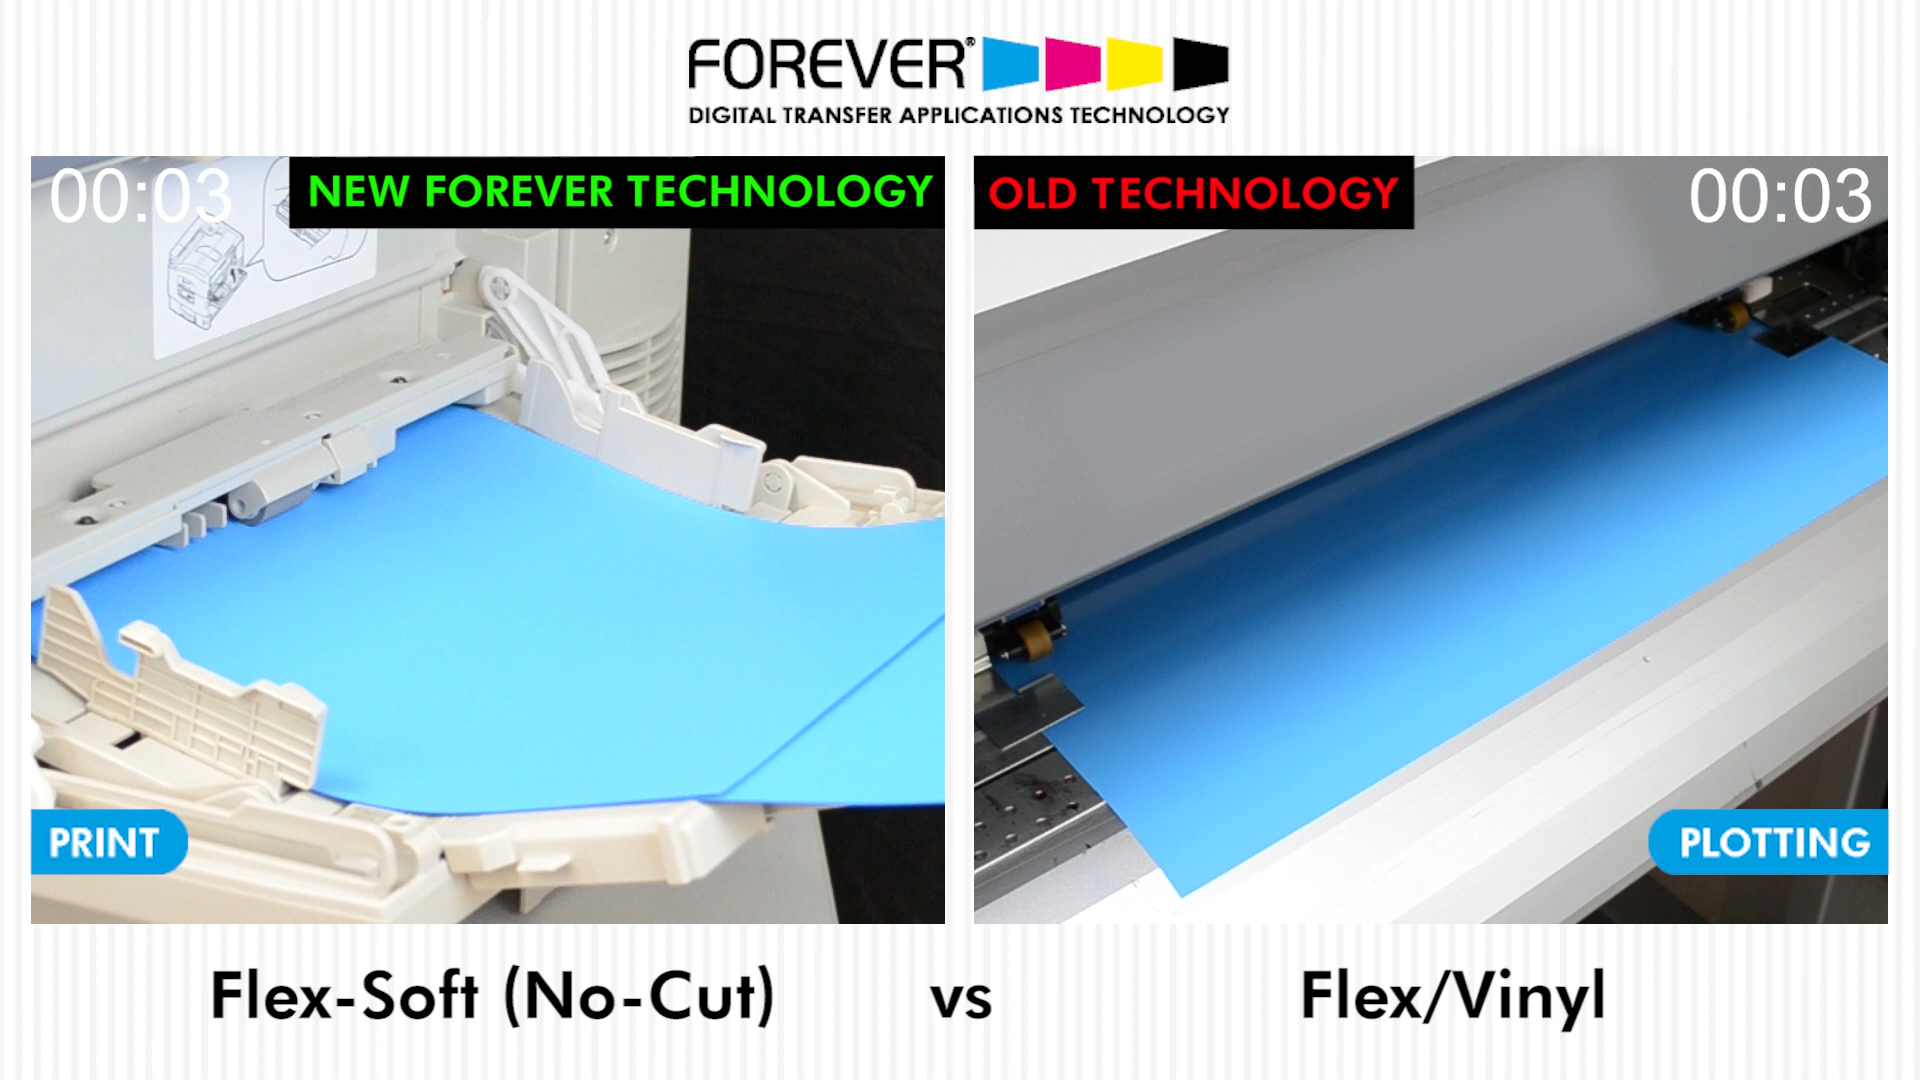 FOREVER®
DIGITAL TRANSFER APPLICATIONS TECHNOLOGY
00:03
NEW FOREVER TECHNOLOGY
OLD TECHNOLOGY
00:03
PRINT
PLOTTING
Flex-Soft (No-Cut)
vs
Flex/Vinyl